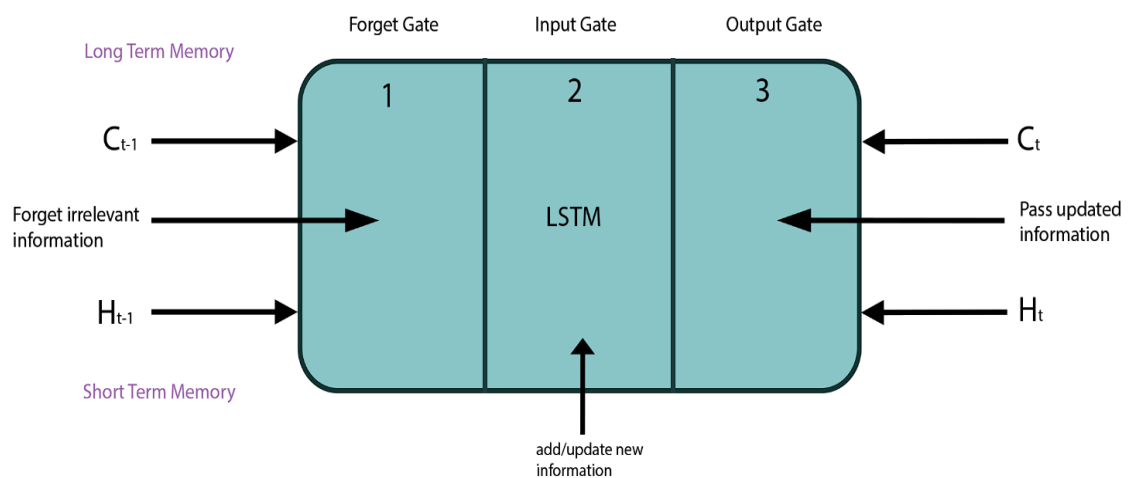 Forget Gate
Input Gate
Output Gate
Long Term Memory
1
2
3
Ct-1
Ct
Forget irrelevant
information
LSTM
Pass updated
information
Ht-1
Ht
Short Term Memory
add/update new
information